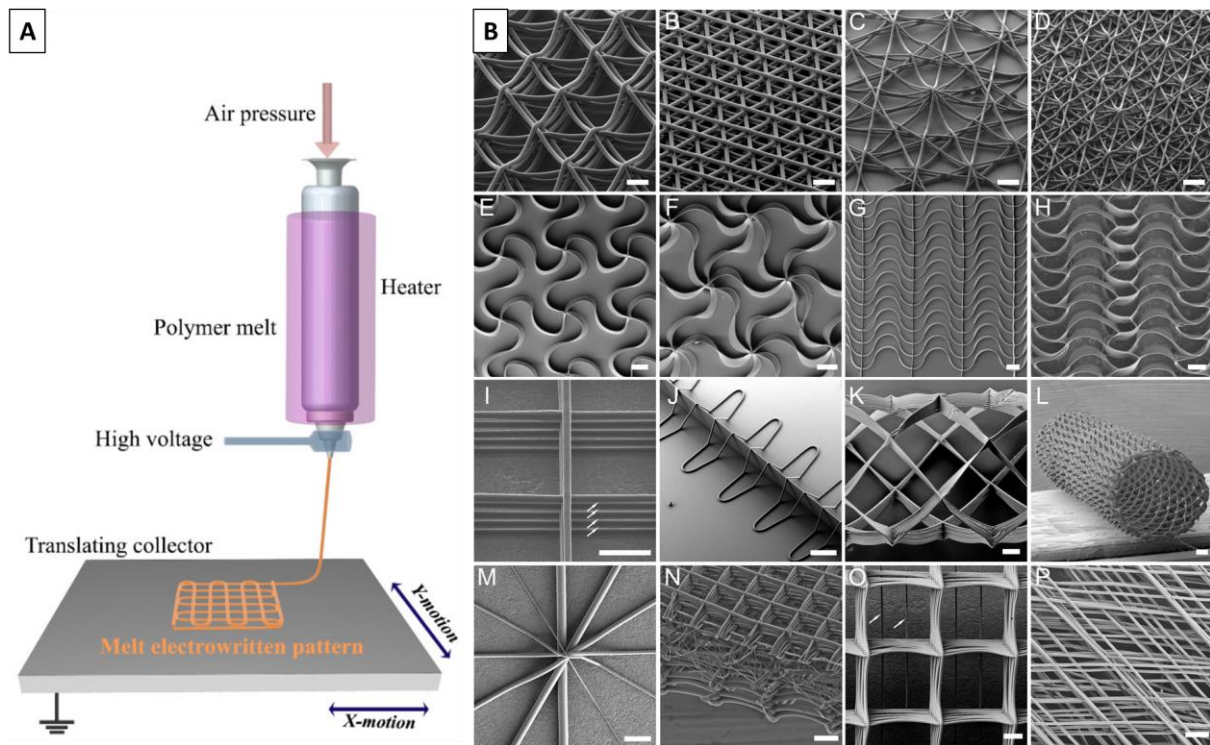 A
Air pressure
Heater
Polymer melt
High voltage
Translating collector
Melt electrowritten pattern
Y-motion
X-motion
B
B
C
D
E
F
G
H
I
J
K
L
M
N
O
P